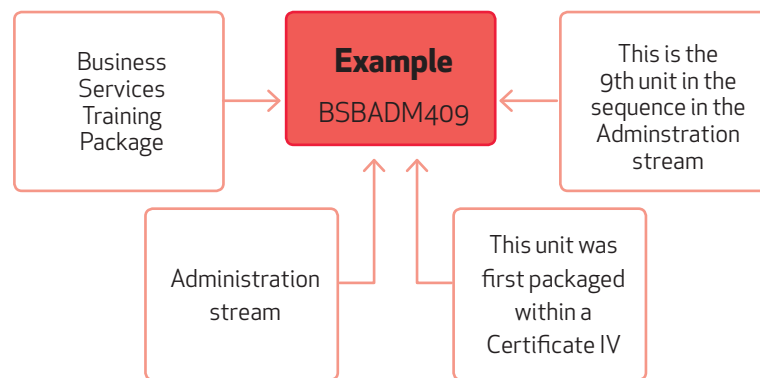 Business
Services
Training
Package
Example
BSBADM409
This is the
9th unit in the
sequence in the
Adminstration
stream
Administration
stream
This unit was
first packaged
within a
Certificate IV